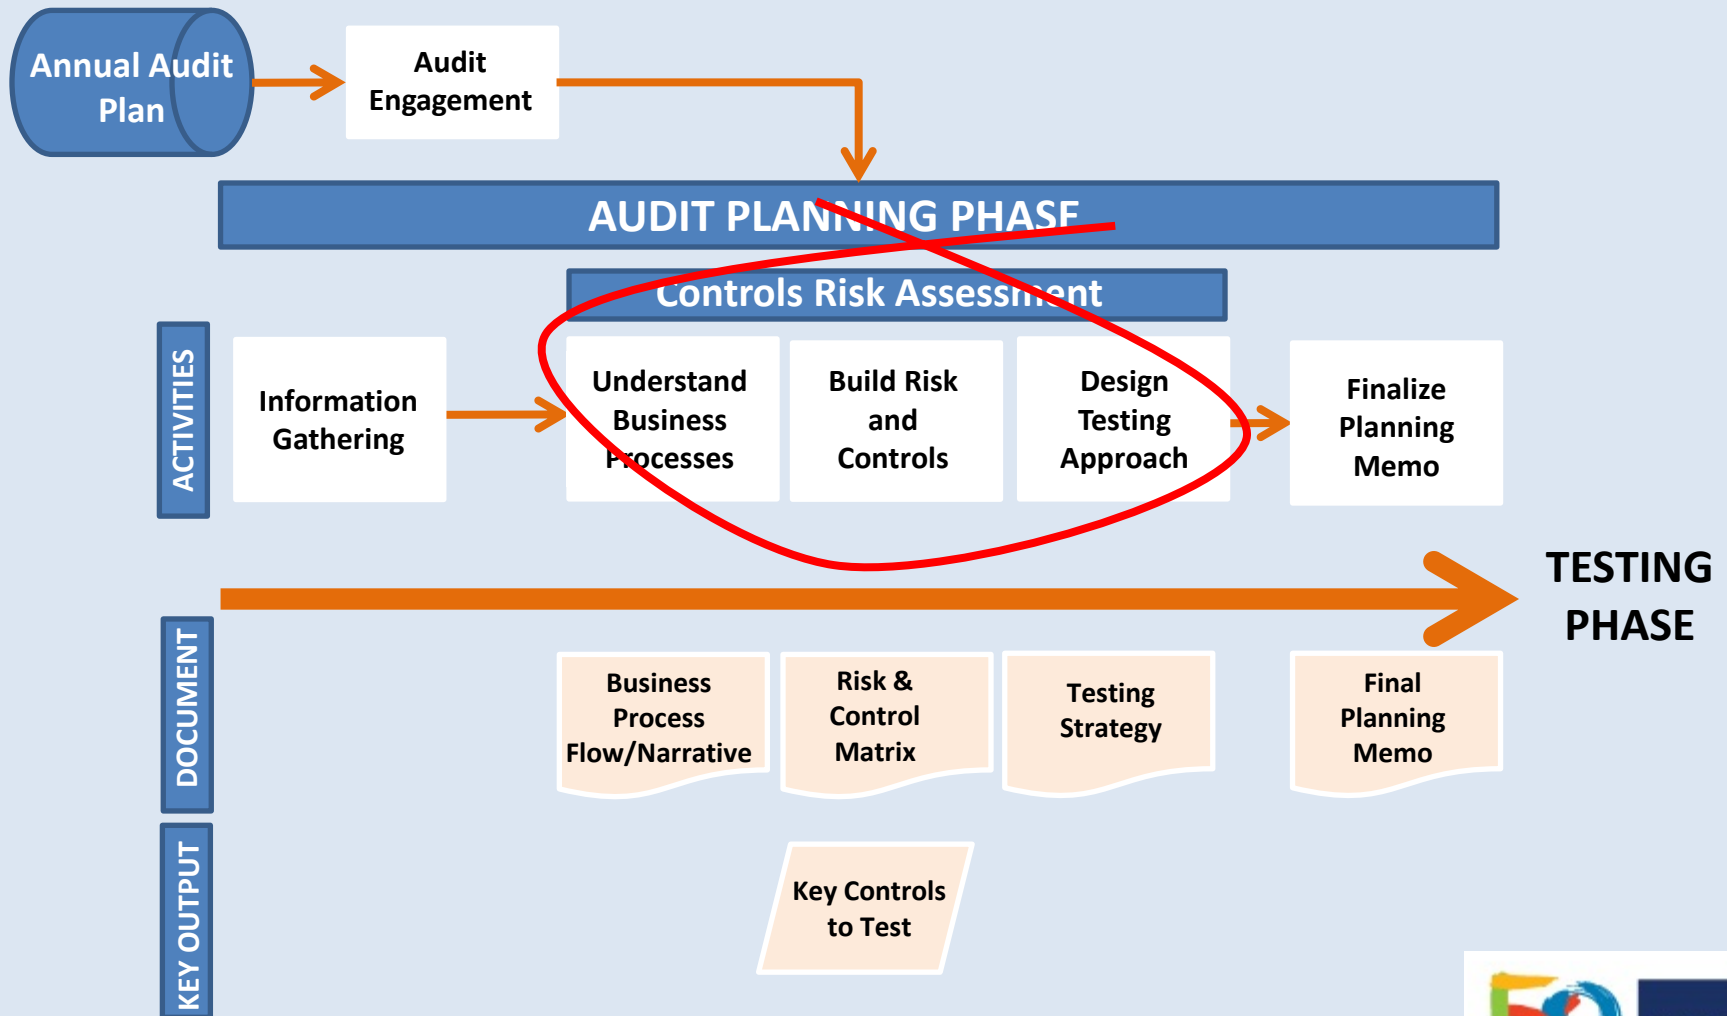 Annual Audit
Plan
Audit
Engagement
AUDIT PLANNING PHASE
Controls Risk Assessment
ACTIVITIES
Information
Gathering
Understand
Business
Processes
Build Risk
and
Controls
Design
Testing
Approach
Finalize
Planning
Memo
TESTING
PHASE
DOCUMENT
Business
Process
Flow/Narrative
Risk &
Control
Matrix
Testing
Strategy
Final
Planning
Memo
KEY OUTPUT
Key Controls
to Test